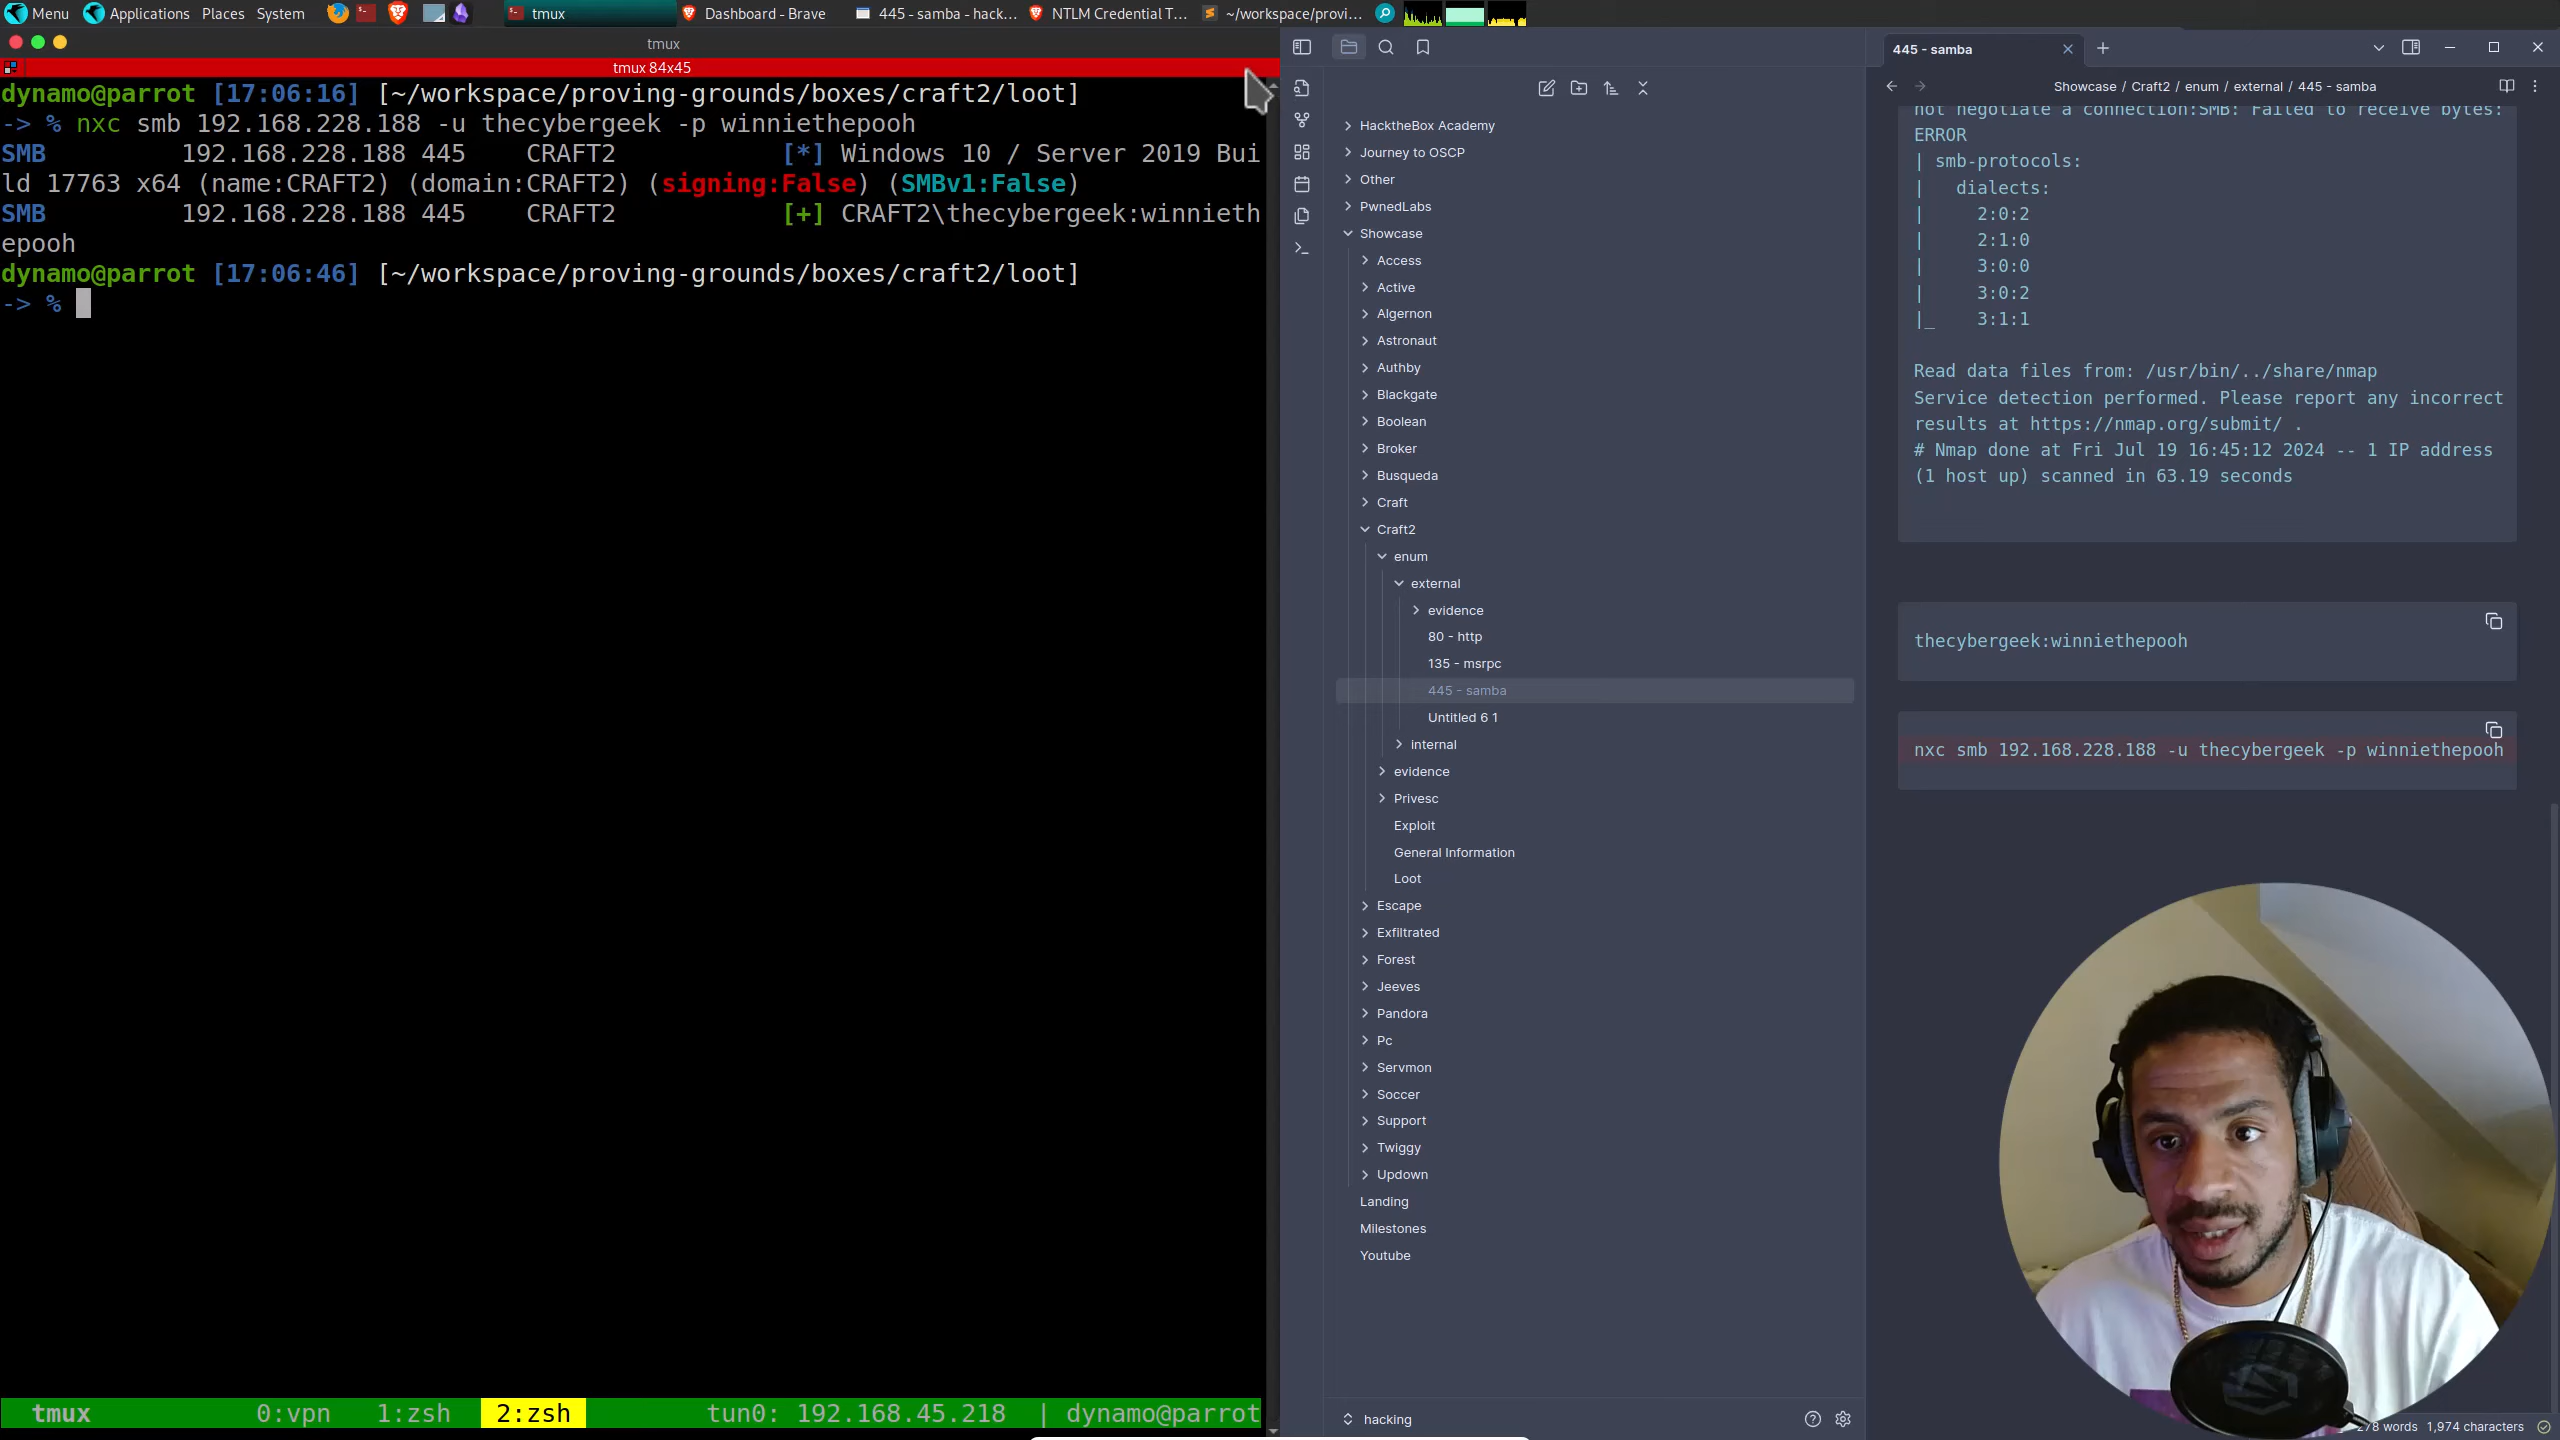 Menu Applications Places System tmux Dashboard - Brave 445 - samba - hack... NTLM Credential T... ~/workspace/provi...
tmux
tmux 84x45
dynamo@parrot [17:06:16] [~/workspace/proving-grounds/boxes/craft2/loot]
-> % nxc smb 192.168.228.188 -u thecybergeek -p winniethepooh
SMB 192.168.228.188 445 CRAFT2 [*] Windows 10 / Server 2019 Bui
ld 17763 x64 (name:CRAFT2) (domain:CRAFT2) (signing:False) (SMBv1:False)
SMB 192.168.228.188 445 CRAFT2 [+] CRAFT2\thecybergeek:winnieth
epooh
dynamo@parrot [17:06:46] [~/workspace/proving-grounds/boxes/craft2/loot]
-> %
tmux 0:vpn 1:zsh 2:zsh tun0: 192.168.45.218 | dynamo@parrot
HacktheBox Academy
Journey to OSCP
Other
PwnedLabs
Showcase
Access
Active
Algernon
Astronaut
Authby
Blackgate
Boolean
Broker
Busqueda
Craft
Craft2
enum
external
evidence
80 - http
135 - msrpc
445 - samba
Untitled 6 1
internal
evidence
Privesc
Exploit
General Information
Loot
Escape
Exfiltrated
Forest
Jeeves
Pandora
Pc
Servmon
Soccer
Support
Twiggy
Updown
Landing
Milestones
Youtube
hacking
445 - samba
Showcase / Craft2 / enum / external / 445 - samba
not negotiate a connection:SMB: Failed to receive bytes:
ERROR
| smb-protocols:
| dialects:
| 2:0:2
| 2:1:0
| 3:0:0
| 3:0:2
|_ 3:1:1
Read data files from: /usr/bin/../share/nmap
Service detection performed. Please report any incorrect
results at https://nmap.org/submit/ .
# Nmap done at Fri Jul 19 16:45:12 2024 -- 1 IP address
(1 host up) scanned in 63.19 seconds
thecybergeek:winniethepooh
nxc smb 192.168.228.188 -u thecybergeek -p winniethepooh
words 1,974 characters